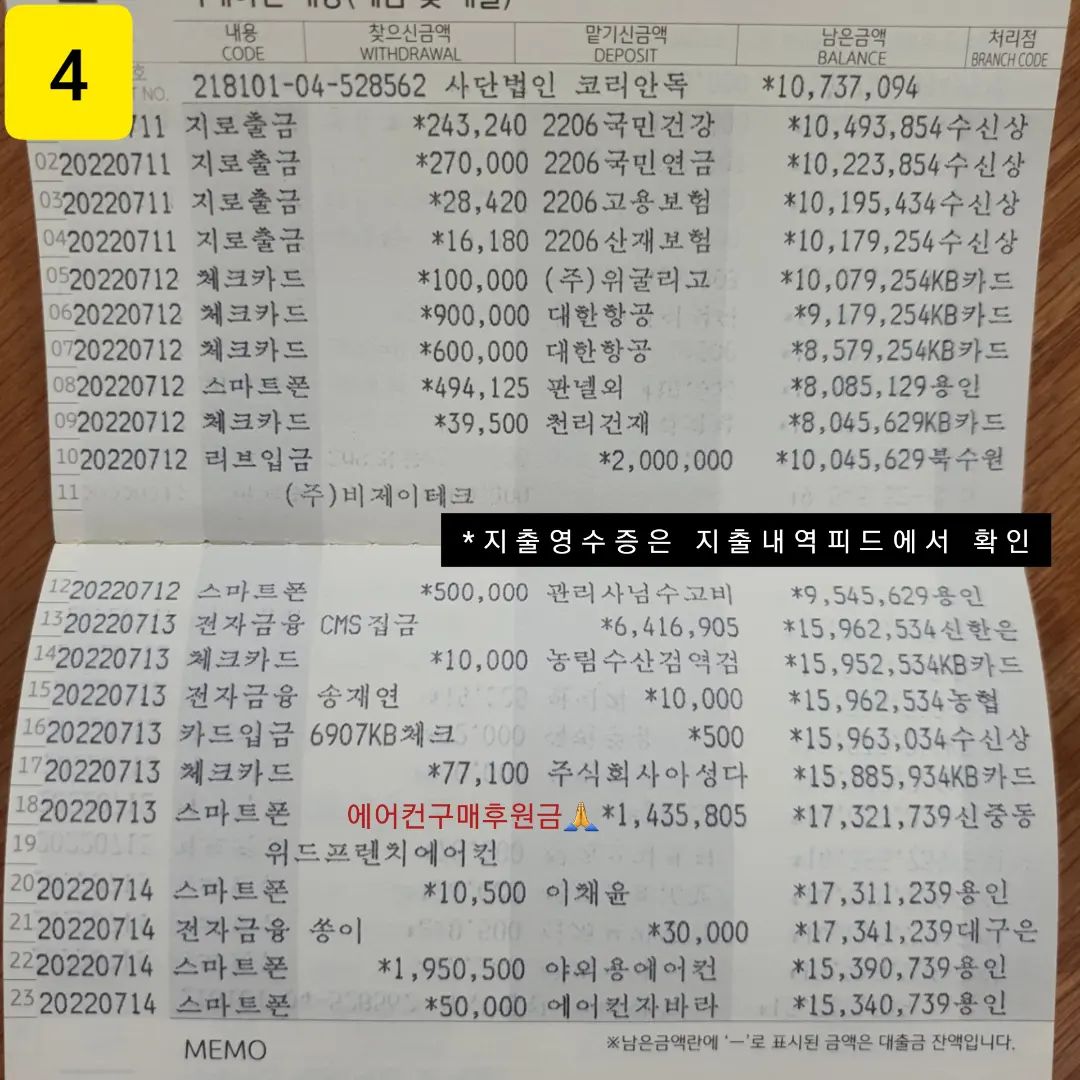 4
내용 찾으신금액 맡기신금액 남은금액 처리점
CODE WITHDRAWAL DEPOSIT BALANCE BRANCH CODE
NO. 218101-04-528562 사단법인 코리안독 *10,737,094
11 지로출금 *243,240 2206국민건강 *10,493,854수신상
02 20220711 지로출금 *270,000 2206국민연금 *10,223,854수신상
03 20220711 지로출금 *28,420 2206고용보험 *10,195,434수신상
04 20220711 지로출금 *16,180 2206산재보험 *10,179,254수신상
05 20220712 체크카드 *100,000 (주)위굴리고 *10,079,254KB카드
06 20220712 체크카드 *900,000 대한항공 *9,179,254KB카드
07 20220712 체크카드 *600,000 대한항공 *8,579,254KB카드
08 20220712 스마트폰 *494,125 판넬외 *8,085,129용인
09 20220712 체크카드 *39,500 천리건재 *8,045,629KB카드
10 20220712 리브입금 *2,000,000 *10,045,629북수원
11 (주)비제이테크
*지출영수증은 지출내역피드에서 확인
12 20220712 스마트폰 *500,000 관리사님수고비 *9,545,629용인
13 20220713 전자금융 CMS집금 *6,416,905 *15,962,534신한은
14 20220713 체크카드 *10,000 농림수산검역검 *15,952,534KB카드
15 20220713 전자금융 송재연 *10,000 *15,962,534농협
16 20220713 카드입금 6907KB체크 *500 *15,963,034수신상
17 20220713 체크카드 *77,100 주식회사아성다 *15,885,934KB카드
18 20220713 스마트폰 에어컨구매후원금🙏 *1,435,805 *17,321,739신중동
19 위드프렌치에어컨
20 20220714 스마트폰 *10,500 이채윤 *17,311,239용인
21 20220714 전자금융 쏭이 *30,000 *17,341,239대구은
22 20220714 스마트폰 *1,950,500 야외용에어컨 *15,390,739용인
23 20220714 스마트폰 *50,000 에어컨자바라 *15,340,739용인
MEMO ※남은금액란에 '—'로 표시된 금액은 대출금 잔액입니다.